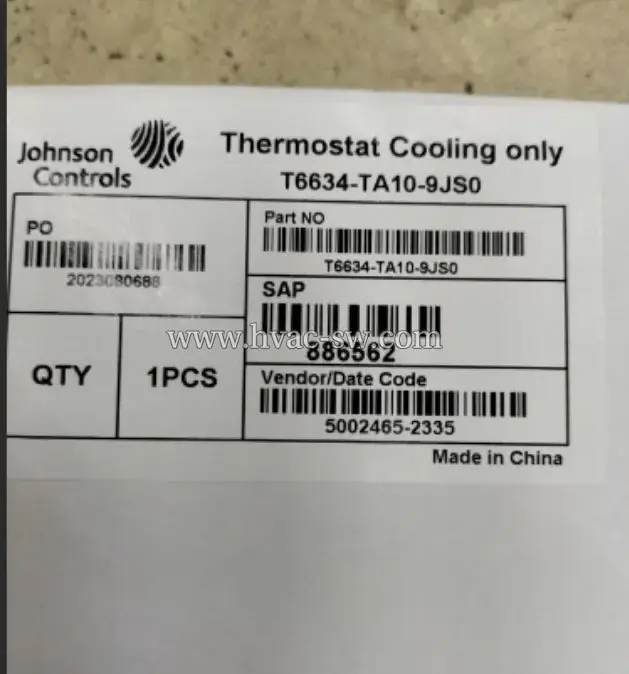 Johnson
Controls
Thermostat Cooling only
T6634-TA10-9JS0
PO
2023080688
Part NO
T6634-TA10-9JS0
SAP
886562
www.hvac-sw.com
QTY
1PCS
Vendor/Date Code
5002465-2335
Made in China